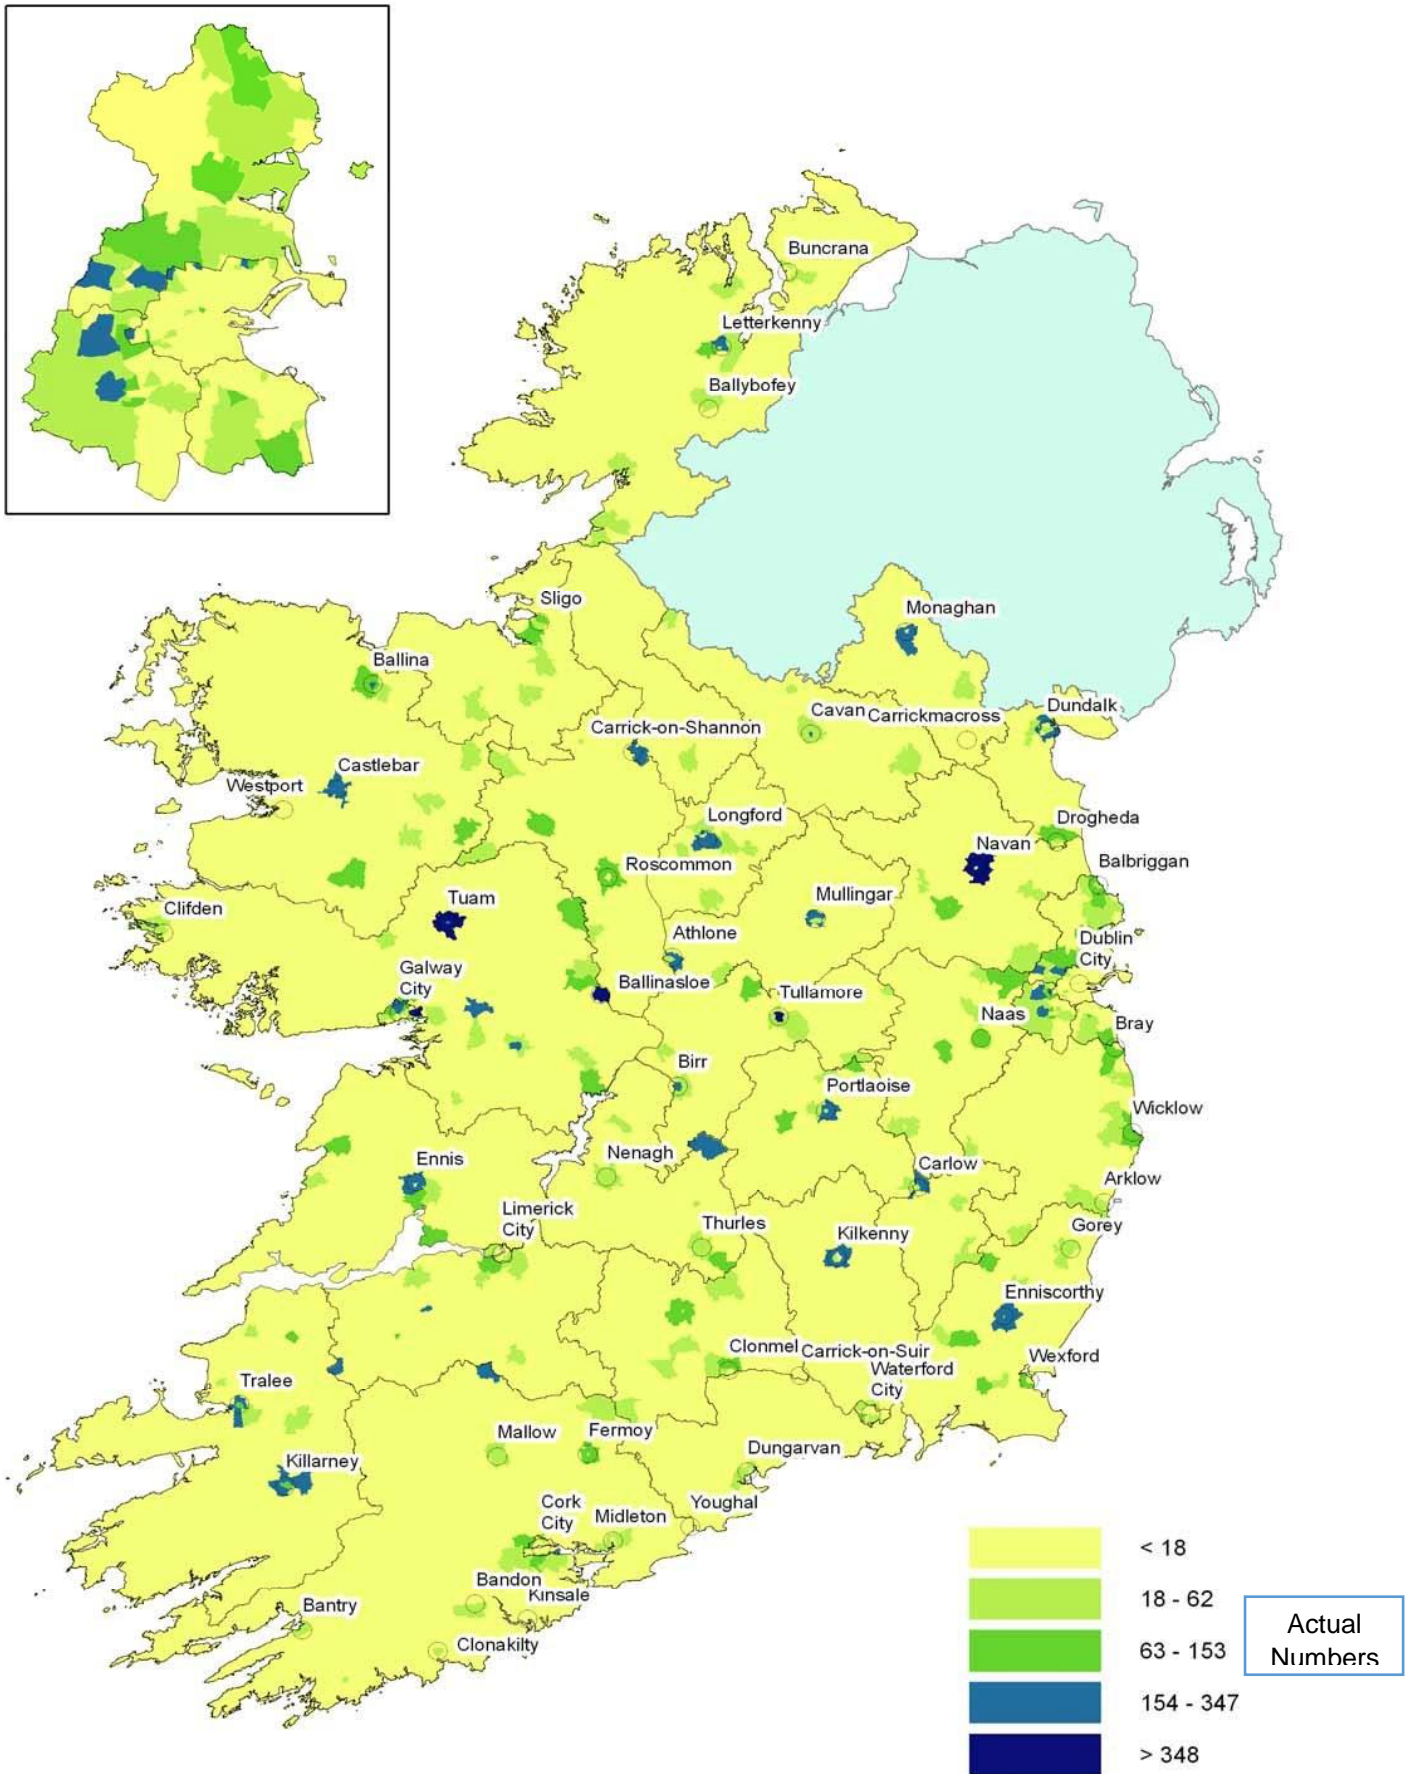 Buncrana
Letterkenny
Ballybofey
Sligo
Monaghan
Ballina
Cavan
Carrickmacross
Dundalk
Carrick-on-Shannon
Castlebar
Westport
Longford
Drogheda
Navan
Balbriggan
Roscommon
Mullingar
Tuam
Clifden
Athlone
Dublin
City
Galway
City
Ballinasloe
Tullamore
Naas
Bray
Birr
Portlaoise
Wicklow
Ennis
Nenagh
Carlow
Arklow
Limerick
City
Thurles
Kilkenny
Gorey
Enniscorthy
Clonmel
Carrick-on-Suir
Waterford
City
Wexford
Tralee
Mallow
Fermoy
Dungarvan
Killarney
Cork
City
Midleton
Youghal
Bandon
Kinsale
Bantry
Clonakilty
< 18
18 - 62
63 - 153
154 - 347
> 348
Actual
Numbers